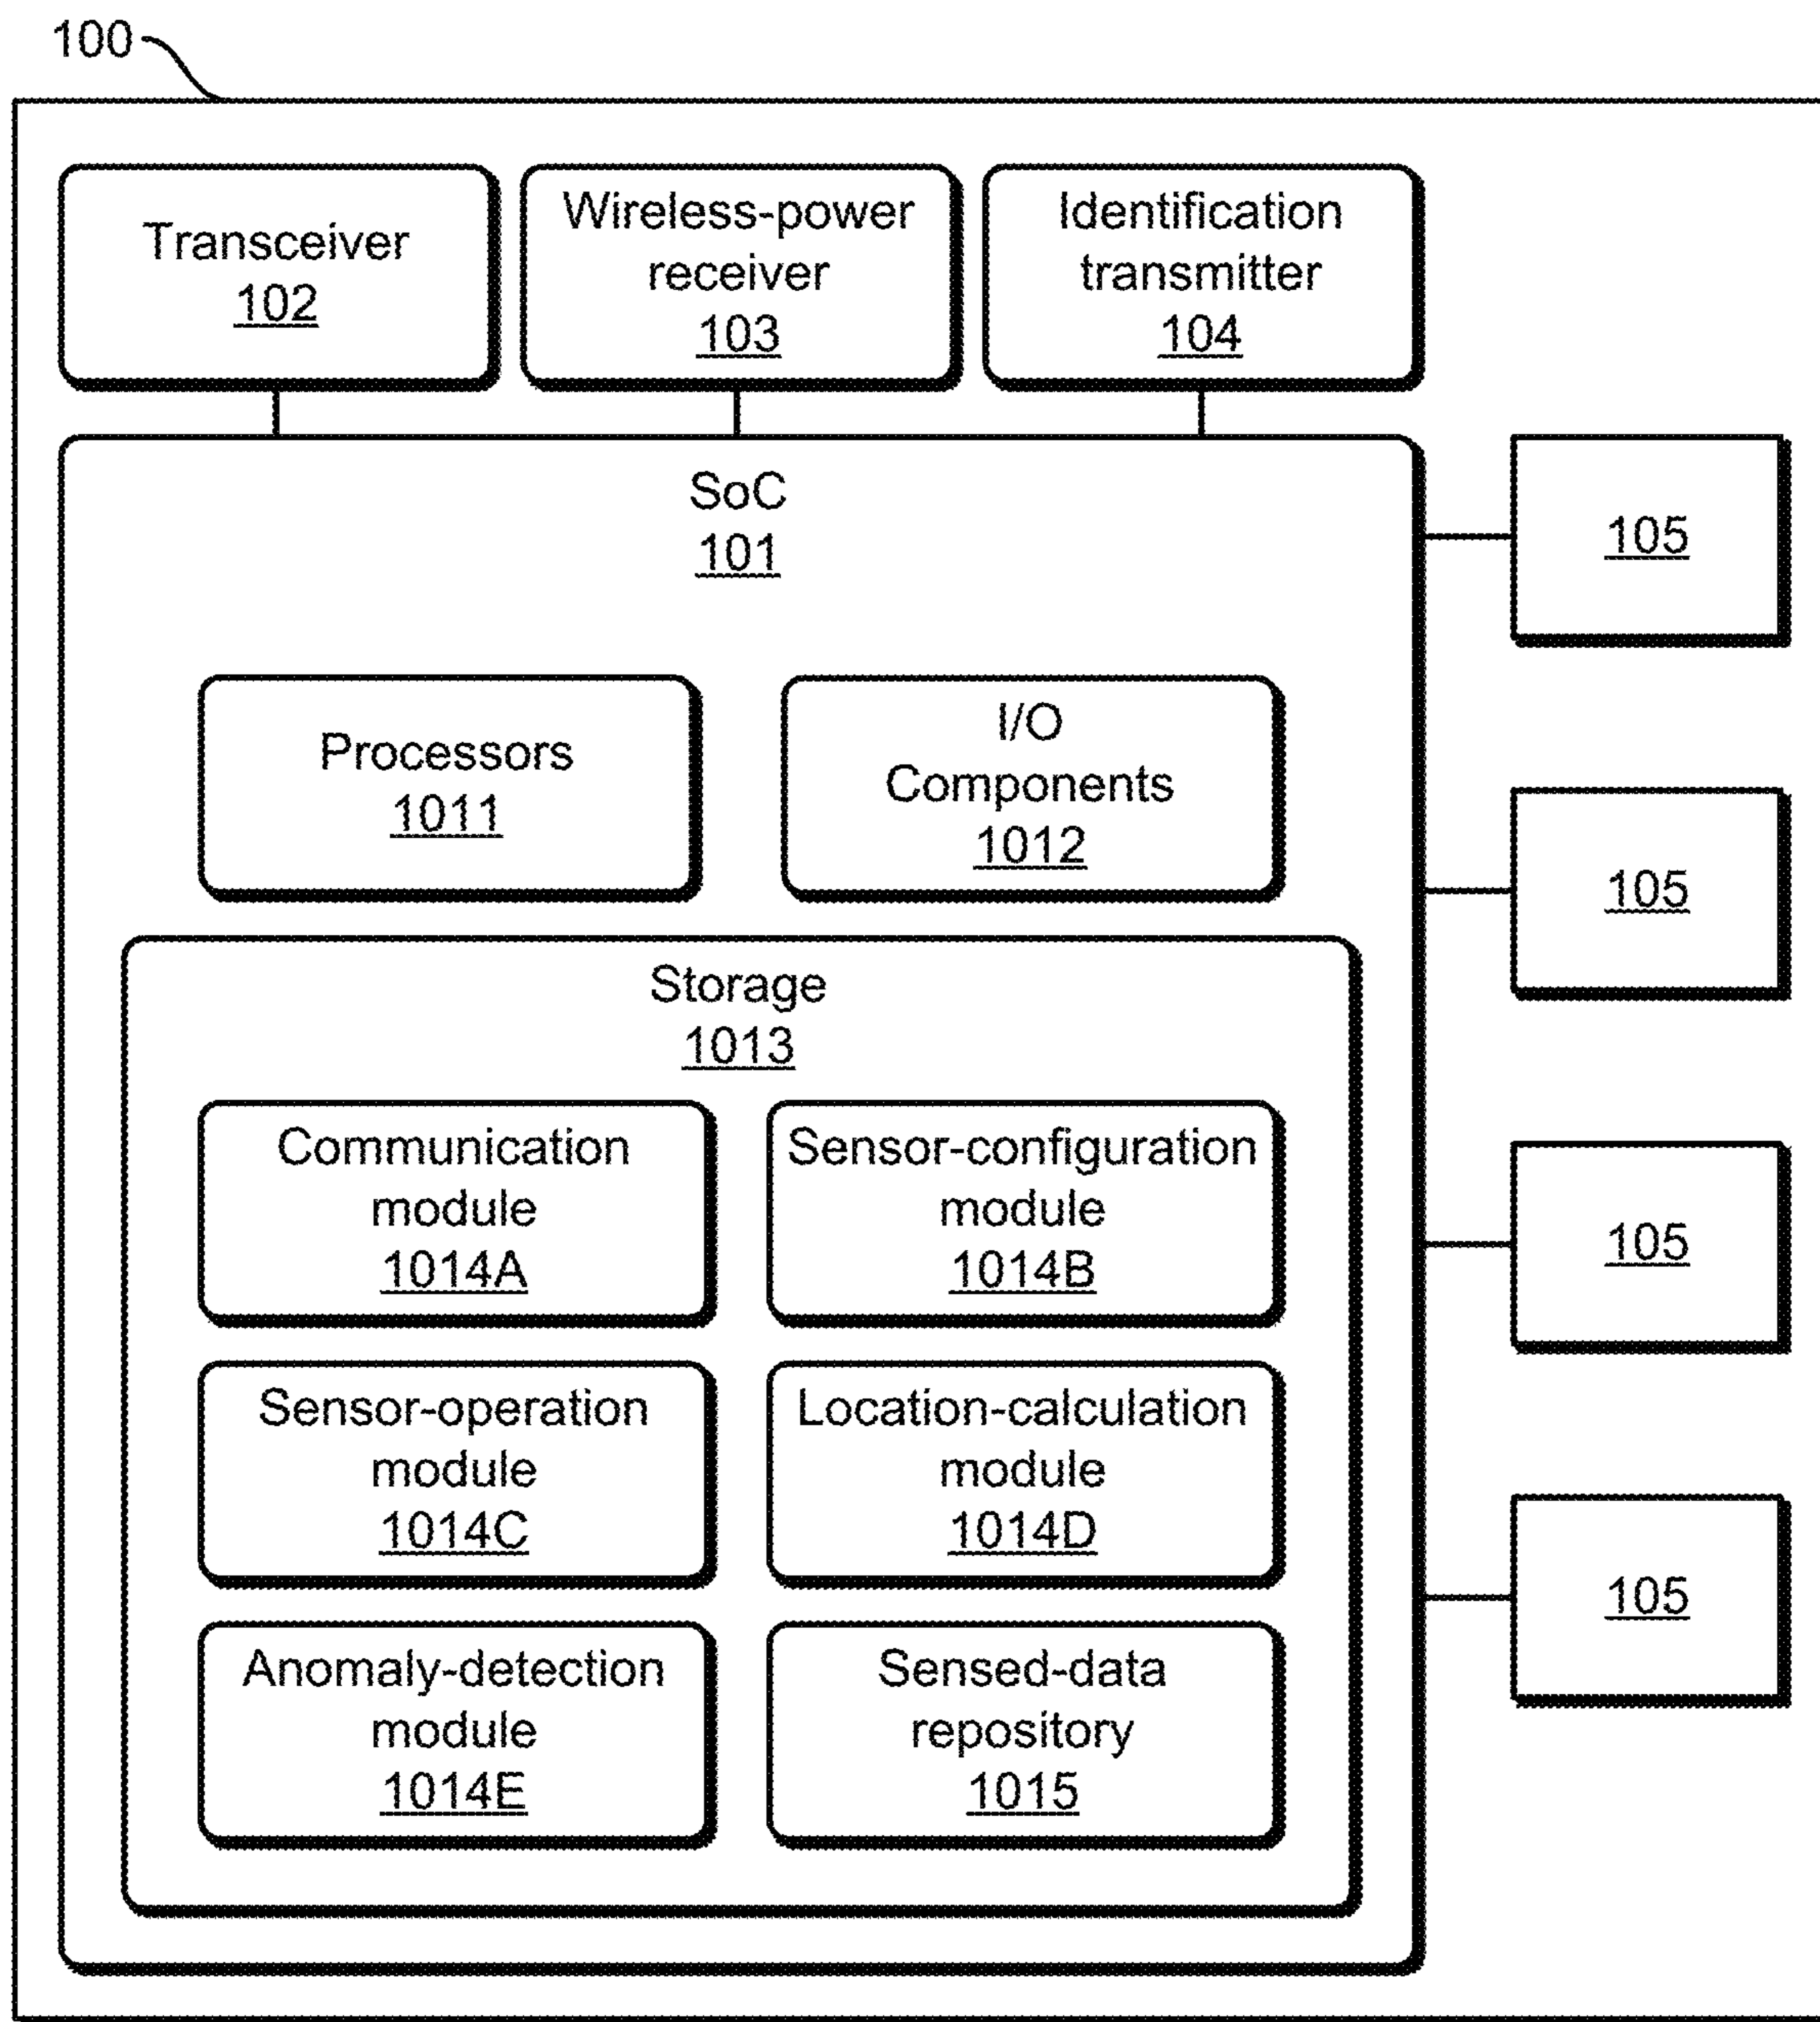 100
Transceiver
102
Wireless-power
receiver
103
Identification
transmitter
104
SoC
101
105
Processors
1011
I/O
Components
1012
105
Storage
1013
Communication
module
1014A
Sensor-configuration
module
1014B
105
Sensor-operation
module
1014C
Location-calculation
module
1014D
105
Anomaly-detection
module
1014E
Sensed-data
repository
1015